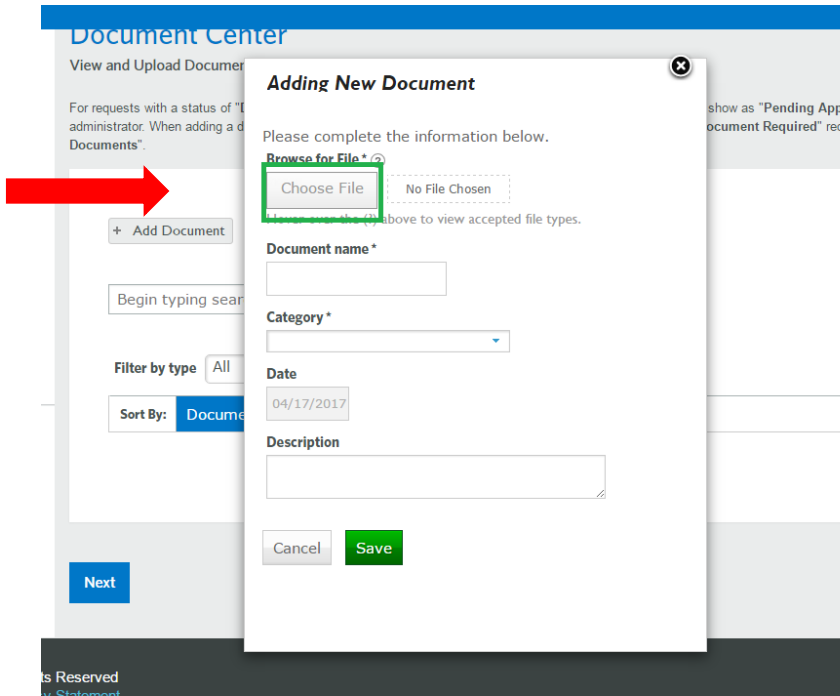 Document Center
View and Upload Documen
For requests with a status of "D
show as "Pending App
administrator. When adding a d
ocument Required" re
Documents".
+ Add Document
Begin typing sear
Filter by type All
Sort By: Docume
Next
ts Reserved
y Statement
Adding New Document
Please complete the information below.
Browse for File * (?)
Choose File No File Chosen
Hover over the (?) above to view accepted file types.
Document name *
Category *
Date
04/17/2017
Description
Cancel Save